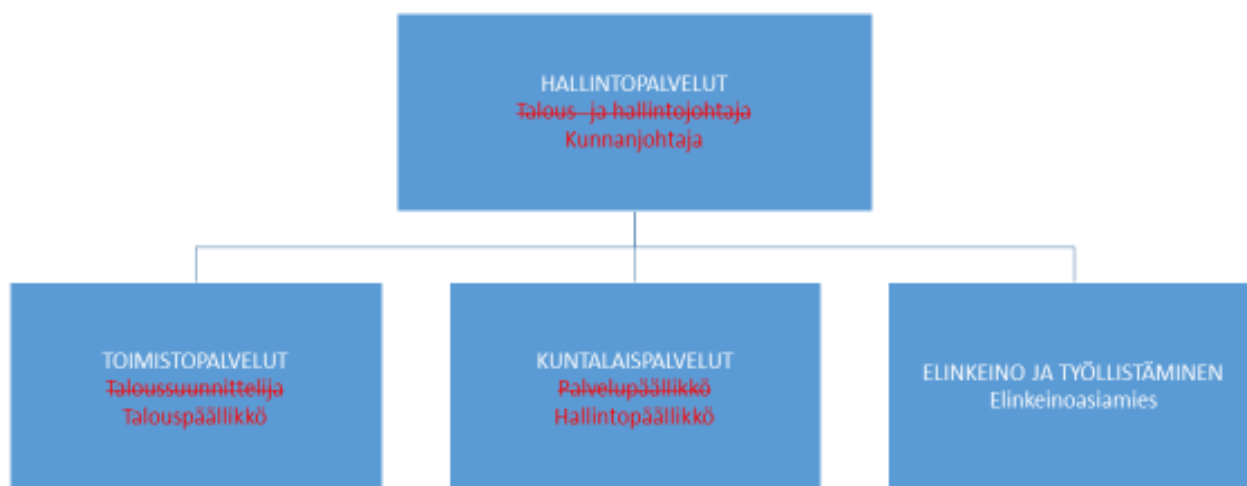 HALLINTOPALVELUT
Talous- ja hallintojohtaja
Kunnanjohtaja
TOIMISTOPALVELUT
Taloussuunnittelija
Talouspäällikkö
KUNTALAISPALVELUT
Palvelupäällikkö
Hallintopäällikkö
ELINKEINO JA TYÖLLISTÄMINEN
Elinkeinoasiamies